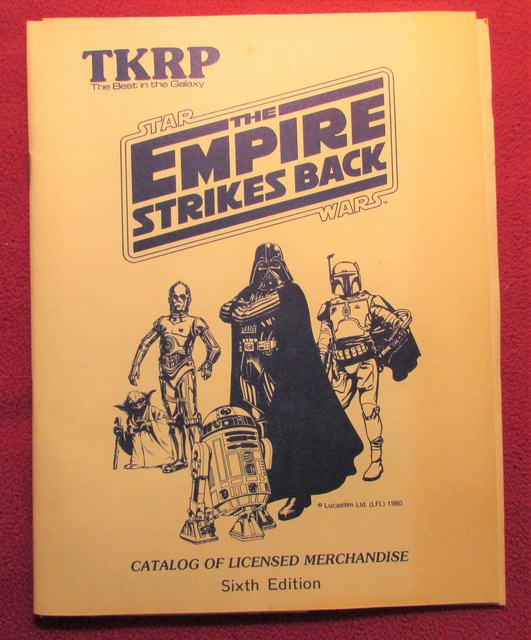 TKRP
The Best in the Galaxy
STAR
THE
EMPIRE
STRIKES BACK
WARS™
© Lucasfilm Ltd. (LFL) 1980
CATALOG OF LICENSED MERCHANDISE
Sixth Edition